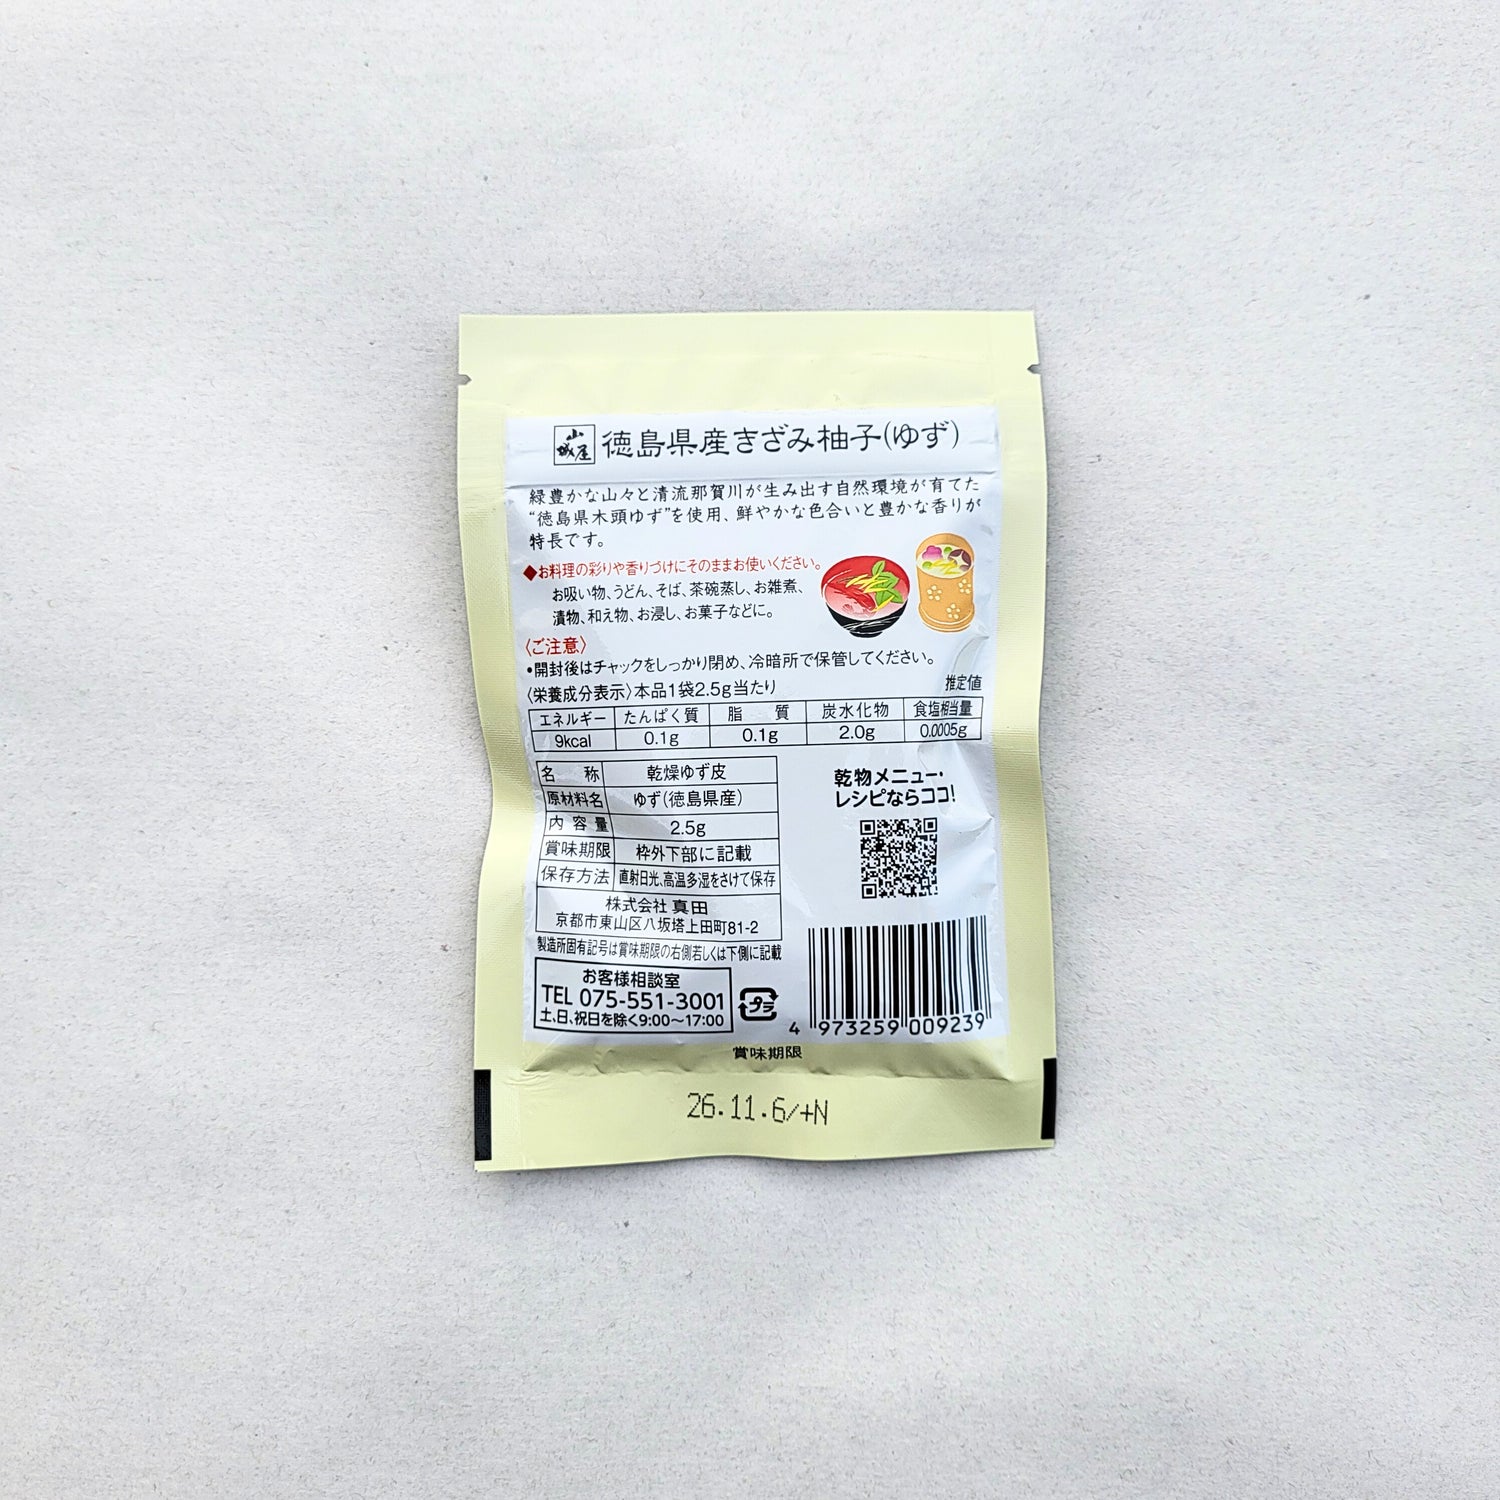 山城屋 徳島県産きざみ柚子(ゆず)
緑豊かな山々と清流那賀川が生み出す自然環境が育てた
“徳島県木頭ゆず”を使用、鮮やかな色合いと豊かな香りが
特長です。
◆お料理の彩りや香りづけにそのままお使いください。
お吸い物、うどん、そば、茶碗蒸し、お雑煮、
漬物、和え物、お浸し、お菓子などに。
〈ご注意〉
•開封後はチャックをしっかり閉め、冷暗所で保管してください。
〈栄養成分表示〉本品1袋2.5g当たり 推定値
エネルギー たんぱく質 脂質 炭水化物 食塩相当量
9kcal 0.1g 0.1g 2.0g 0.0005g
名称 乾燥ゆず皮
原材料名 ゆず(徳島県産)
内容量 2.5g
賞味期限 枠外下部に記載
保存方法 直射日光、高温多湿をさけて保存
株式会社 真田
京都市東山区八坂塔上田町81-2
製造所固有記号は賞味期限の右側若しくは下側に記載
お客様相談室
TEL 075-551-3001
土、日、祝日を除く9:00〜17:00
プラ
乾物メニュー・
レシピならココ!
4 973259 009239
賞味期限
26.11.6/+N